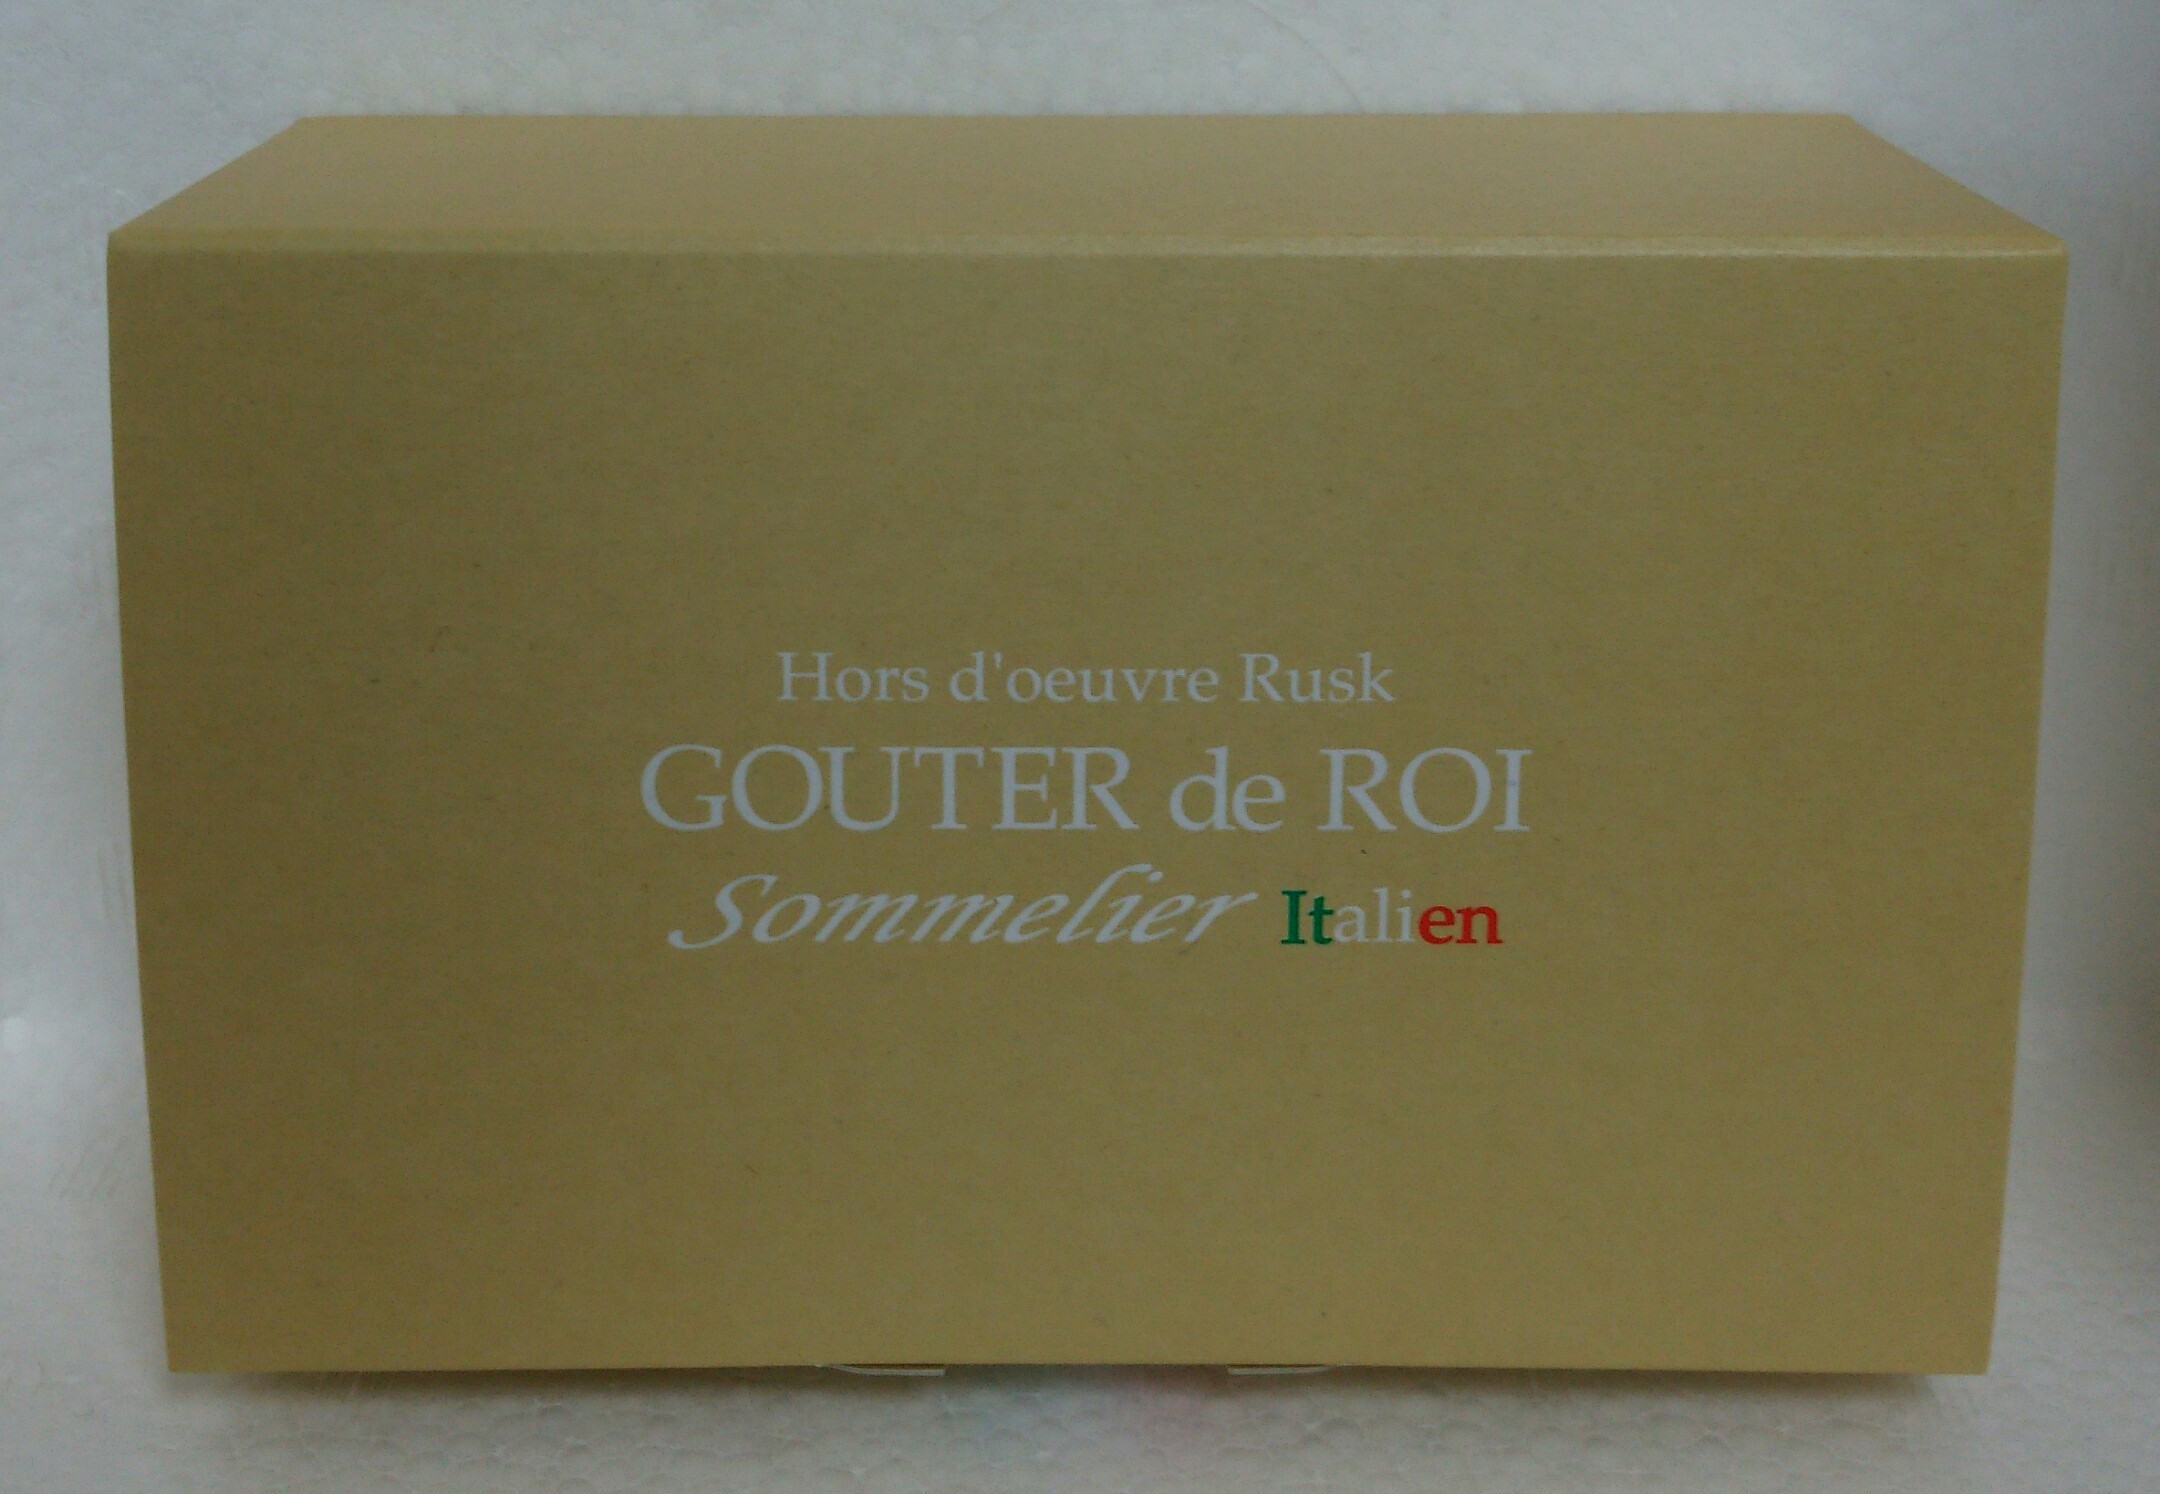 Hors d'oeuvre Rusk
GOUTER de ROI
Sommelier Italien